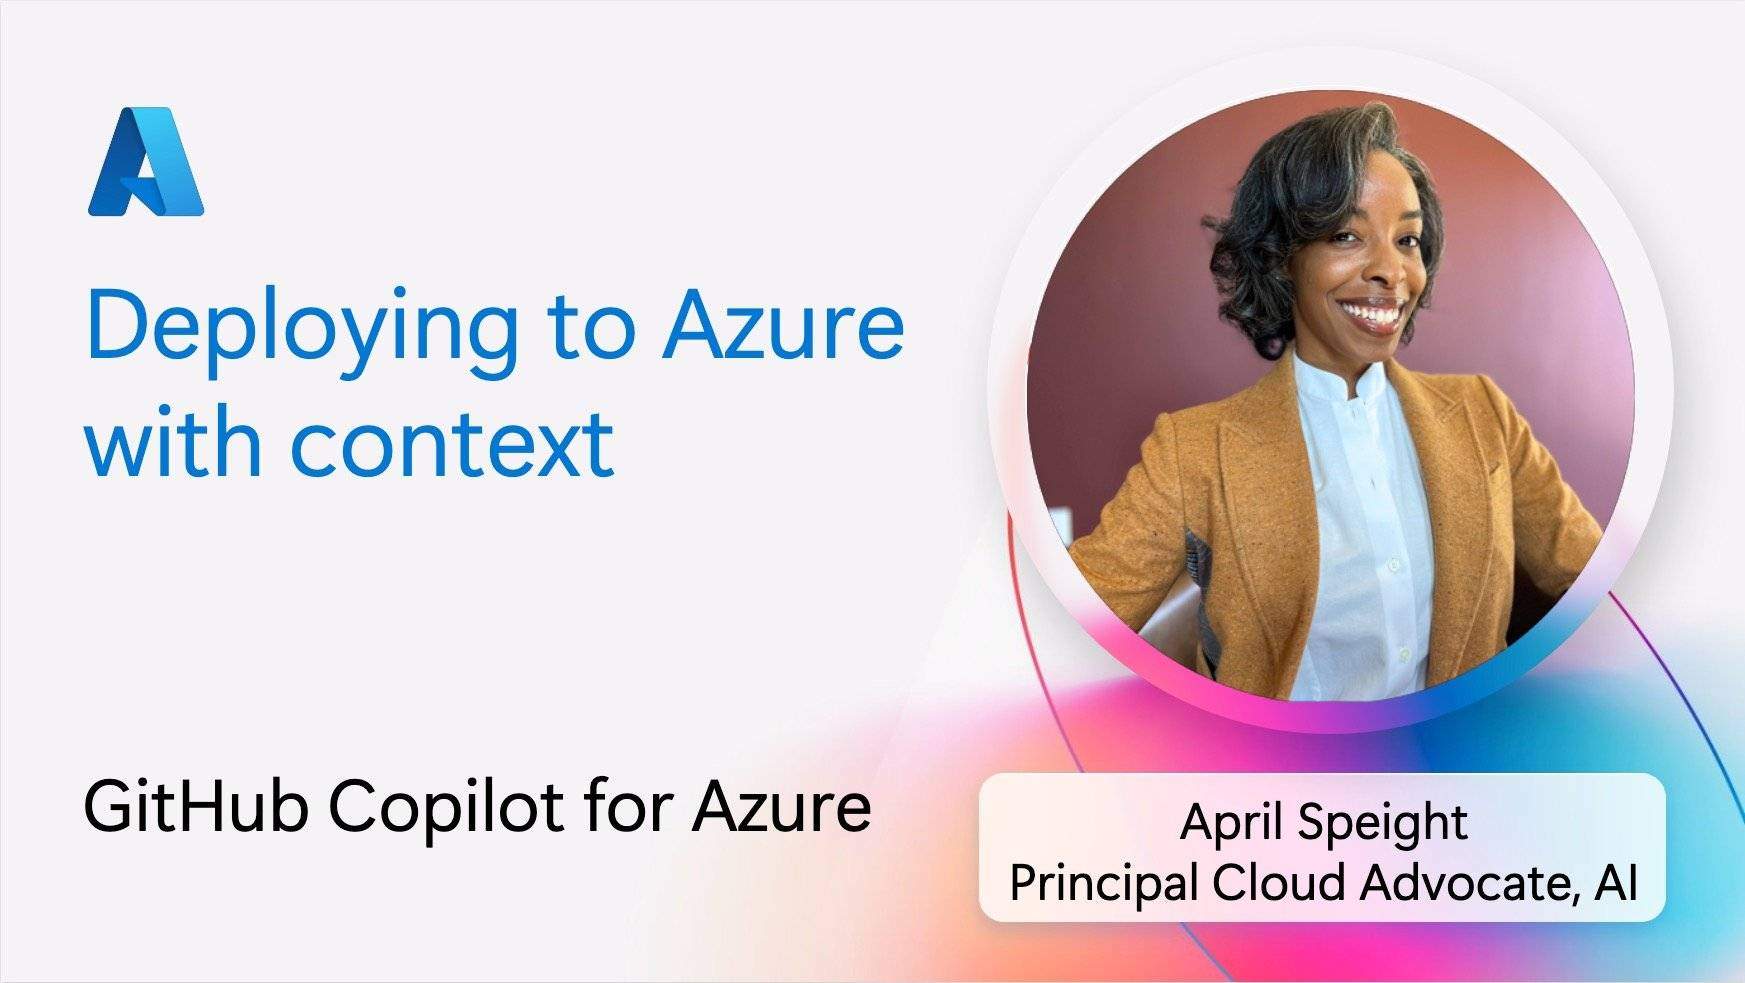 Deploying to Azure
with context
GitHub Copilot for Azure
April Speight
Principal Cloud Advocate, AI